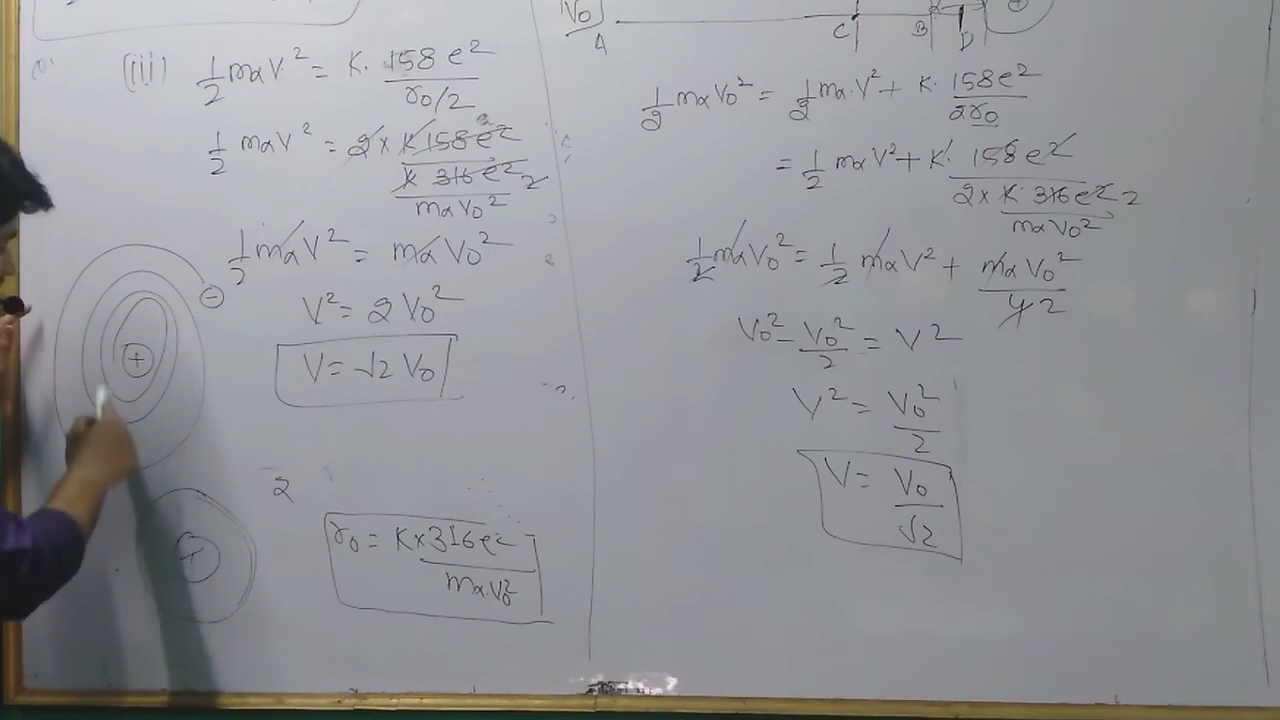 (iii) 1/2 mα V² = K. 158 e² / r0/2
1/2 mα V² = 2 × K 158 e² / K 316 e² 2 / mα V0²
1/2 mα V² = mα V0²
V² = 2 V0²
V = √2 V0
+
−
2
+
r0 = K × 316 e² / mα. V0²
V0
A
C
B
D
+
1/2 mα V0² = 1/2 mα. V² + K. 158 e² / 2r0
= 1/2 mα V² + K. 158 e² / 2 × K. 316 e² 2 / mα V0²
1/2 mα V0² = 1/2 mα V² + mα V0² / 4 2
V0² − V0² / 2 = V²
V² = V0² / 2
V = V0 / √2